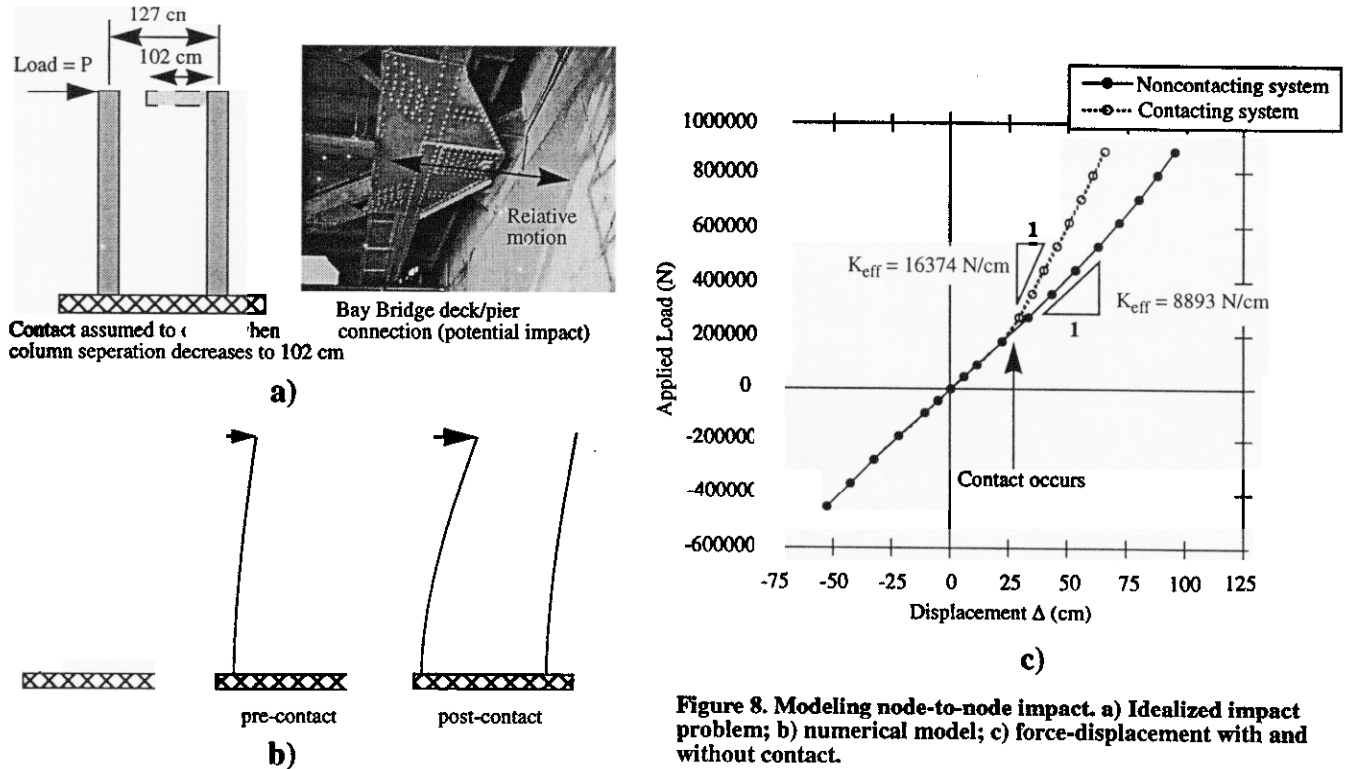 127 cm
102 cm
Load = P
Contact assumed to hen
column seperation decreases to 102 cm
a)
Relative
motion
Bay Bridge deck/pier
connection (potential impact)
pre-contact
post-contact
b)
Noncontacting system
Contacting system
1000000
800000
600000
400000
200000
0
-200000
-400000
-600000
Applied Load (N)
1
K_eff = 16374 N/cm
K_eff = 8893 N/cm
1
Contact occurs
-75 -50 -25 0 25 50 75 100 125
Displacement Δ (cm)
c)
Figure 8. Modeling node-to-node impact. a) Idealized impact
problem; b) numerical model; c) force-displacement with and
without contact.